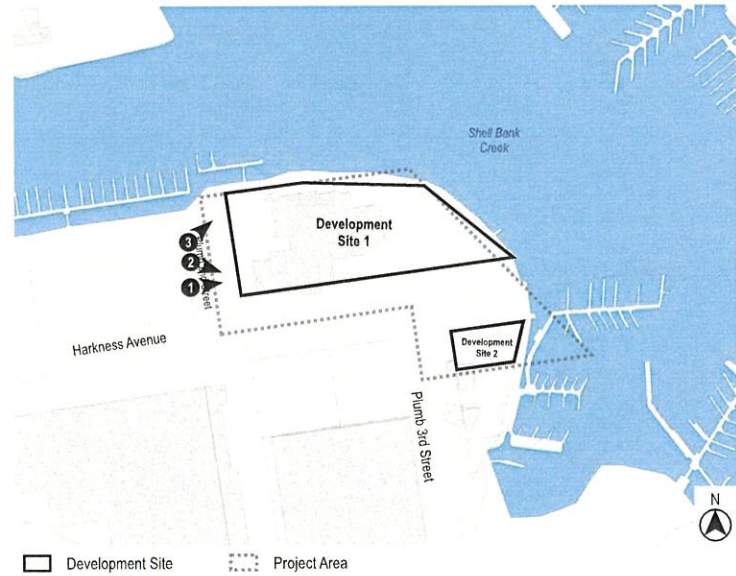 Shell Bank
Creek
Development
Site 1
3
2
1
Street
Harkness Avenue
Development
Site 2
Plumb 3rd Street
N
Development Site
Project Area